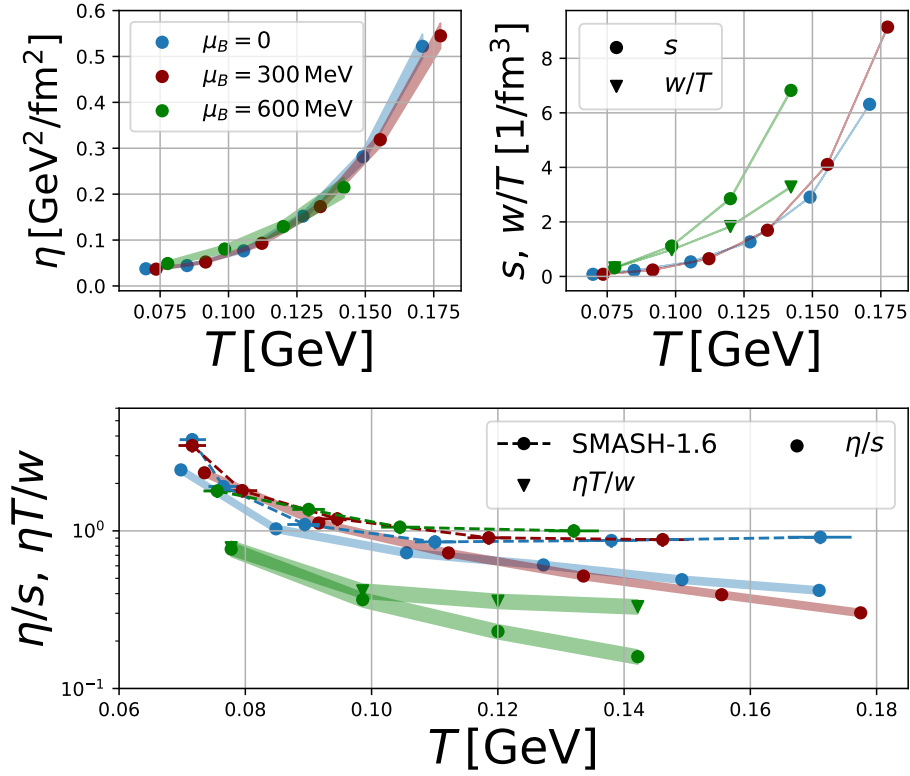 η [GeV²/fm²]
0.6
0.5
0.4
0.3
0.2
0.1
0.0
μ_B = 0
μ_B = 300 MeV
μ_B = 600 MeV
0.075 0.100 0.125 0.150 0.175
T [GeV]
s, w/T [1/fm³]
8
6
4
2
0
s
w/T
0.075 0.100 0.125 0.150 0.175
T [GeV]
η/s, ηT/w
10⁰
10⁻¹
SMASH-1.6
ηT/w
η/s
0.06 0.08 0.10 0.12 0.14 0.16 0.18
T [GeV]